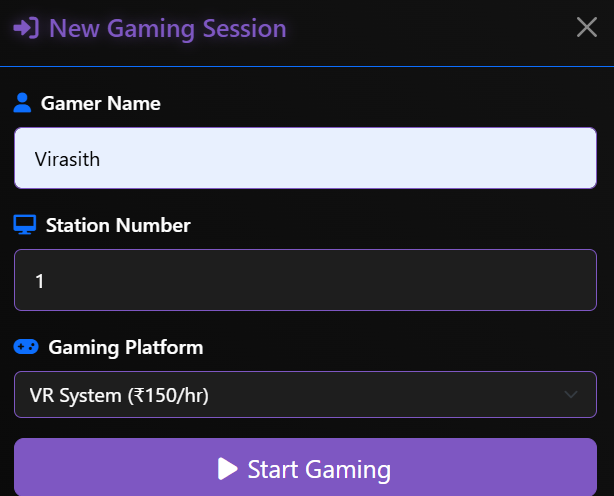 New Gaming Session
Gamer Name
Virasith
Station Number
1
Gaming Platform
VR System (₹150/hr)
Start Gaming